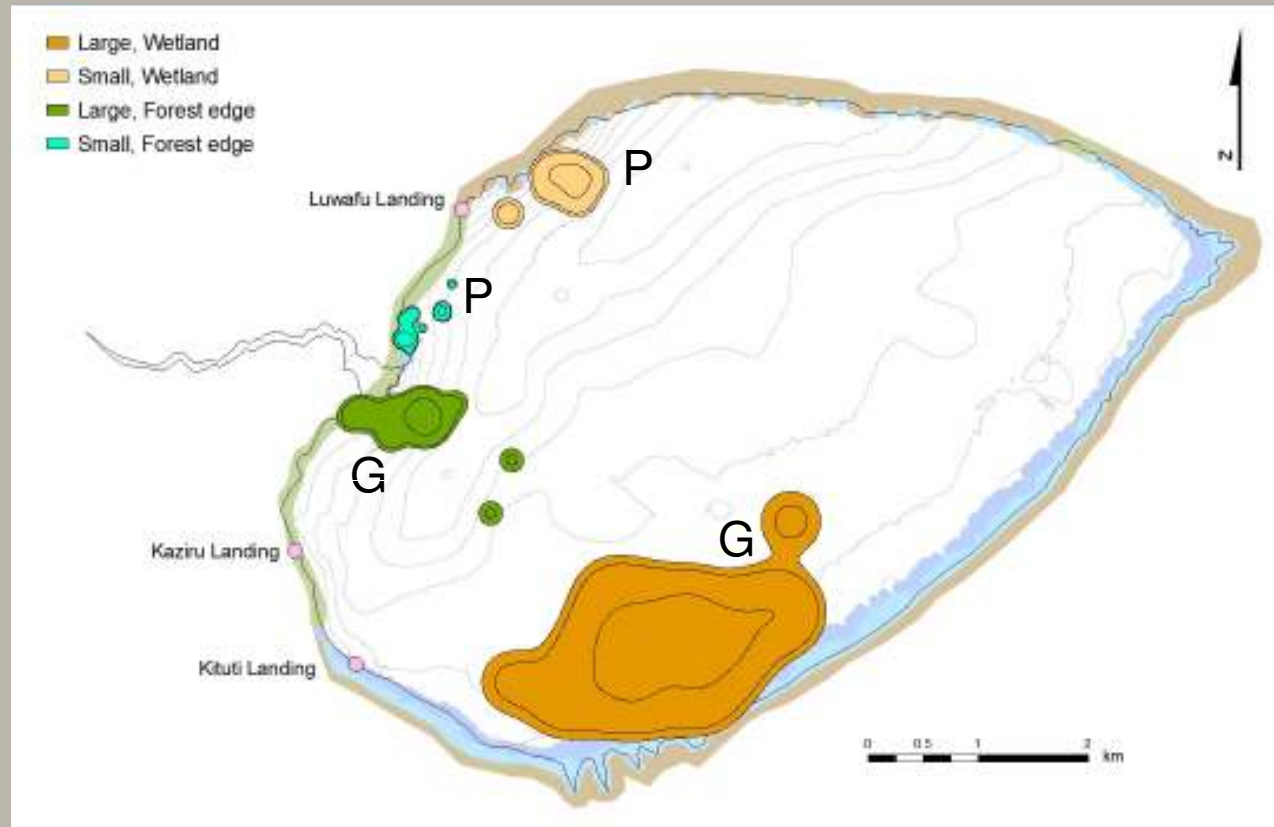 Large, Wetland
Small, Wetland
Large, Forest edge
Small, Forest edge
N
P
Luwafu Landing
P
G
G
Kaziru Landing
Kituti Landing
0 0.5 1 2
km